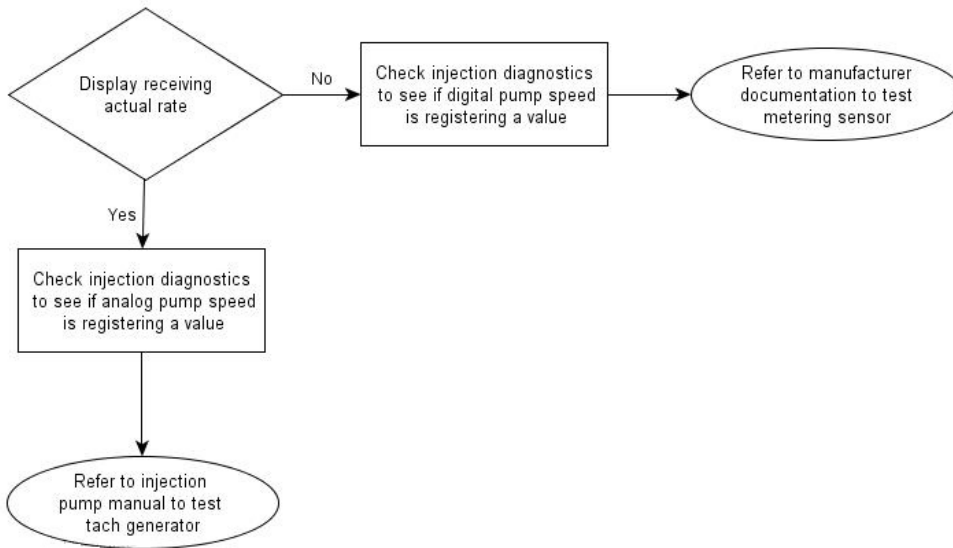 Display receiving
actual rate
No
Check injection diagnostics
to see if digital pump speed
is registering a value
Refer to manufacturer
documentation to test
metering sensor
Yes
Check injection diagnostics
to see if analog pump speed
is registering a value
Refer to injection
pump manual to test
tach generator